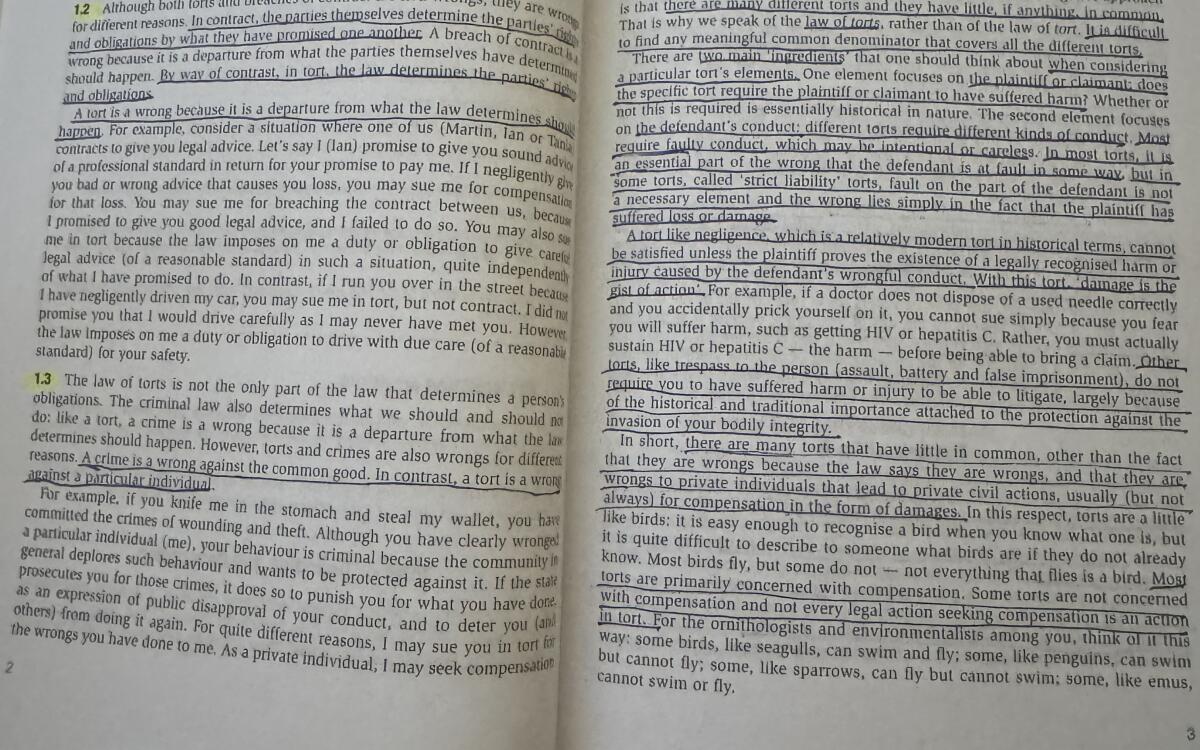 1.2 Although both torts and breaches of contract are wrongs, they are wrongs
for different reasons. In contract, the parties themselves determine the parties' rights
and obligations by what they have promised one another. A breach of contract is a
wrong because it is a departure from what the parties themselves have determined
should happen. By way of contrast, in tort, the law determines the parties' rights
and obligations.
A tort is a wrong because it is a departure from what the law determines should
happen. For example, consider a situation where one of us (Martin, Ian or Tania)
contracts to give you legal advice. Let's say I (Ian) promise to give you sound advice
of a professional standard in return for your promise to pay me. If I negligently give
you bad or wrong advice that causes you loss, you may sue me for compensation
for that loss. You may sue me for breaching the contract between us, because
I promised to give you good legal advice, and I failed to do so. You may also sue
me in tort because the law imposes on me a duty or obligation to give careful
legal advice (of a reasonable standard) in such a situation, quite independently
of what I have promised to do. In contrast, if I run you over in the street because
I have negligently driven my car, you may sue me in tort, but not contract. I did not
promise you that I would drive carefully as I may never have met you. However,
the law imposes on me a duty or obligation to drive with due care (of a reasonable
standard) for your safety.
1.3 The law of torts is not the only part of the law that determines a person's
obligations. The criminal law also determines what we should and should not
do: like a tort, a crime is a wrong because it is a departure from what the law
determines should happen. However, torts and crimes are also wrongs for different
reasons. A crime is a wrong against the common good. In contrast, a tort is a wrong
against a particular individual.
For example, if you knife me in the stomach and steal my wallet, you have
committed the crimes of wounding and theft. Although you have clearly wronged
a particular individual (me), your behaviour is criminal because the community in
general deplores such behaviour and wants to be protected against it. If the state
prosecutes you for those crimes, it does so to punish you for what you have done,
as an expression of public disapproval of your conduct, and to deter you (and
others) from doing it again. For quite different reasons, I may sue you in tort for
the wrongs you have done to me. As a private individual, I may seek compensation
2
is that there are many different torts and they have little, if anything, in common.
That is why we speak of the law of torts, rather than of the law of tort. It is difficult
to find any meaningful common denominator that covers all the different torts.
There are two main 'ingredients' that one should think about when considering
a particular tort's elements. One element focuses on the plaintiff or claimant: does
the specific tort require the plaintiff or claimant to have suffered harm? Whether or
not this is required is essentially historical in nature. The second element focuses
on the defendant's conduct: different torts require different kinds of conduct. Most
require faulty conduct, which may be intentional or careless. In most torts, it is
an essential part of the wrong that the defendant is at fault in some way, but in
some torts, called 'strict liability' torts, fault on the part of the defendant is not
a necessary element and the wrong lies simply in the fact that the plaintiff has
suffered loss or damage.
A tort like negligence, which is a relatively modern tort in historical terms, cannot
be satisfied unless the plaintiff proves the existence of a legally recognised harm or
injury caused by the defendant's wrongful conduct. With this tort, 'damage is the
gist of action'. For example, if a doctor does not dispose of a used needle correctly
and you accidentally prick yourself on it, you cannot sue simply because you fear
you will suffer harm, such as getting HIV or hepatitis C. Rather, you must actually
sustain HIV or hepatitis C — the harm — before being able to bring a claim. Other
torts, like trespass to the person (assault, battery and false imprisonment), do not
require you to have suffered harm or injury to be able to litigate, largely because
of the historical and traditional importance attached to the protection against the
invasion of your bodily integrity.
In short, there are many torts that have little in common, other than the fact
that they are wrongs because the law says they are wrongs, and that they are
wrongs to private individuals that lead to private civil actions, usually (but not
always) for compensation in the form of damages. In this respect, torts are a little
like birds: it is easy enough to recognise a bird when you know what one is, but
it is quite difficult to describe to someone what birds are if they do not already
know. Most birds fly, but some do not — not everything that flies is a bird. Most
torts are primarily concerned with compensation. Some torts are not concerned
with compensation and not every legal action seeking compensation is an action
in tort. For the ornithologists and environmentalists among you, think of it this
way: some birds, like seagulls, can swim and fly; some, like penguins, can swim
but cannot fly; some, like sparrows, can fly but cannot swim; some, like emus,
cannot swim or fly.
3